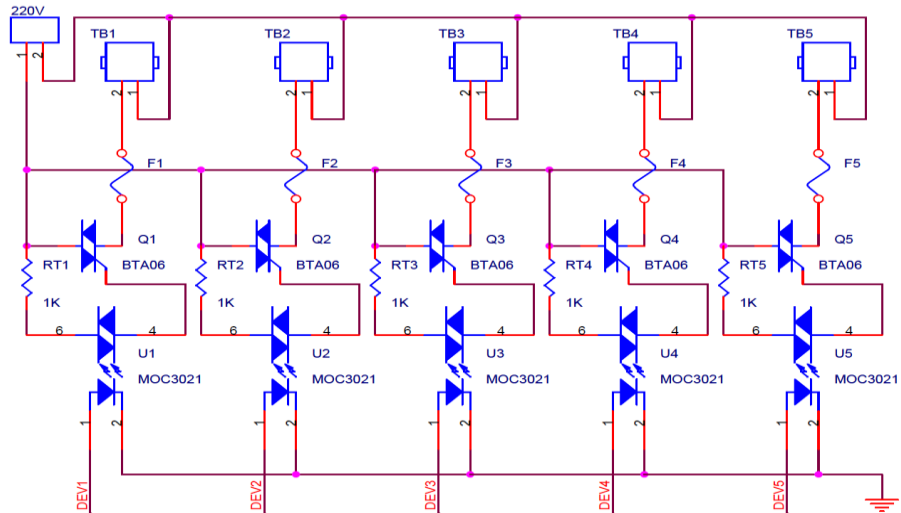 220V
1 2
TB1 TB2 TB3 TB4 TB5
2 1 2 1 2 1 2 1 2 1
F1 F2 F3 F4 F5
Q1 Q2 Q3 Q4 Q5
RT1 BTA06 RT2 BTA06 RT3 BTA06 RT4 BTA06 RT5 BTA06
1K 1K 1K 1K 1K
6 4 6 4 6 4 6 4 6 4
U1 U2 U3 U4 U5
MOC3021 MOC3021 MOC3021 MOC3021 MOC3021
1 2 1 2 1 2 1 2 1 2
DEV1 DEV2 DEV3 DEV4 DEV5